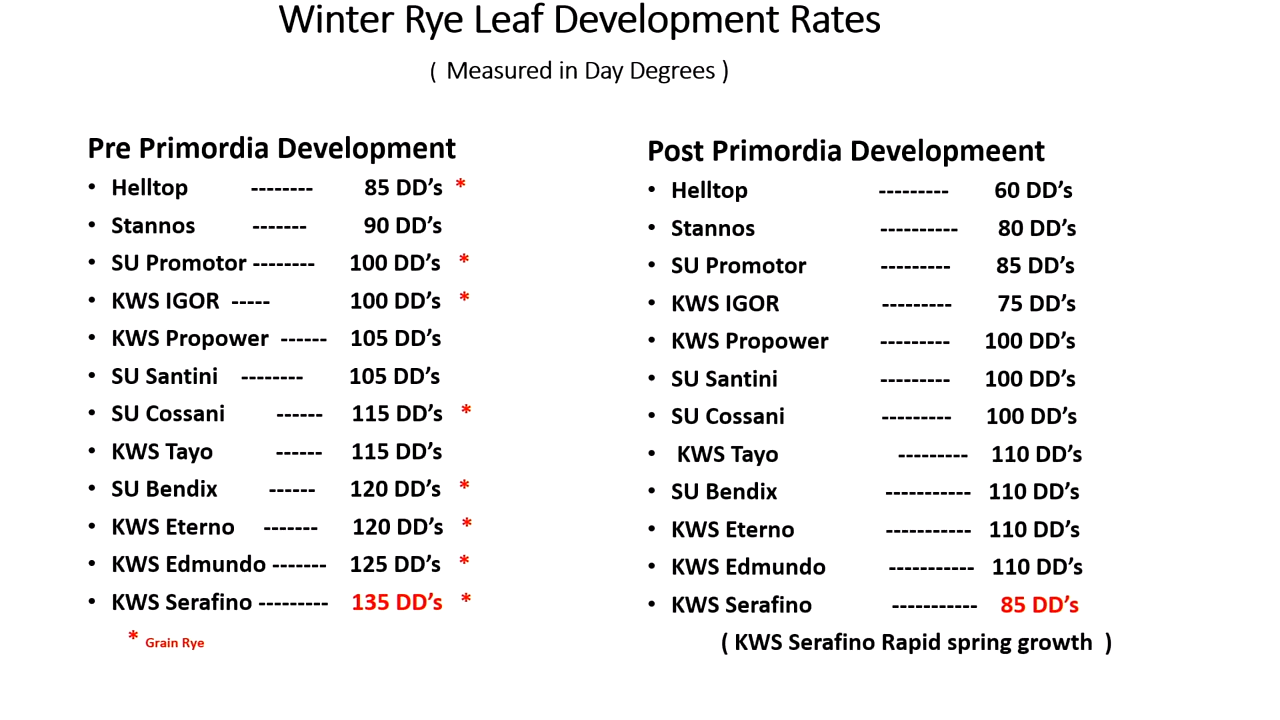 Winter Rye Leaf Development Rates
( Measured in Day Degrees )
Pre Primordia Development
• Helltop -------- 85 DD's *
• Stannos ------- 90 DD's
• SU Promotor -------- 100 DD's *
• KWS IGOR ----- 100 DD's *
• KWS Propower ------ 105 DD's
• SU Santini -------- 105 DD's
• SU Cossani ------ 115 DD's *
• KWS Tayo ------ 115 DD's
• SU Bendix ------ 120 DD's *
• KWS Eterno ------- 120 DD's *
• KWS Edmundo ------- 125 DD's *
• KWS Serafino --------- 135 DD's *
* Grain Rye
Post Primordia Developmeent
• Helltop --------- 60 DD's
• Stannos ---------- 80 DD's
• SU Promotor --------- 85 DD's
• KWS IGOR --------- 75 DD's
• KWS Propower --------- 100 DD's
• SU Santini --------- 100 DD's
• SU Cossani --------- 100 DD's
• KWS Tayo --------- 110 DD's
• SU Bendix ----------- 110 DD's
• KWS Eterno ----------- 110 DD's
• KWS Edmundo ----------- 110 DD's
• KWS Serafino ----------- 85 DD's
( KWS Serafino Rapid spring growth )